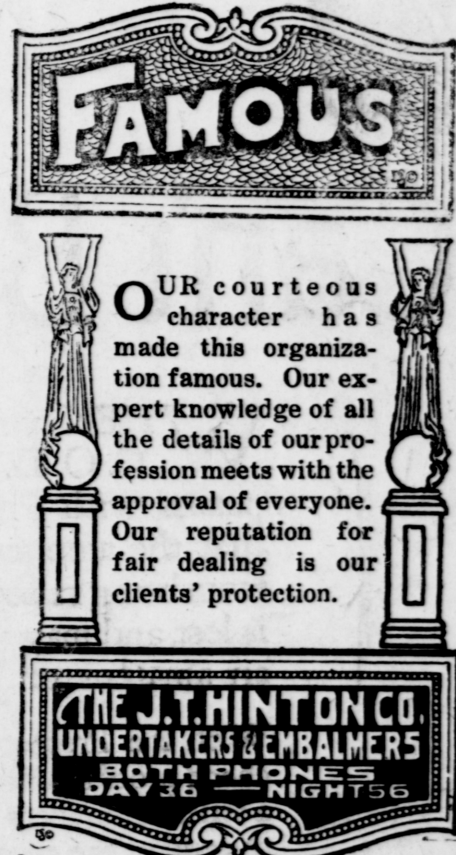 FAMOUS
130
OUR courteous
character has
made this organiza-
tion famous. Our ex-
pert knowledge of all
the details of our pro-
fession meets with the
approval of everyone.
Our reputation for
fair dealing is our
clients' protection.
THE J.T. HINTON CO.
UNDERTAKERS & EMBALMERS
BOTH PHONES
DAY 36 — NIGHT 56
130